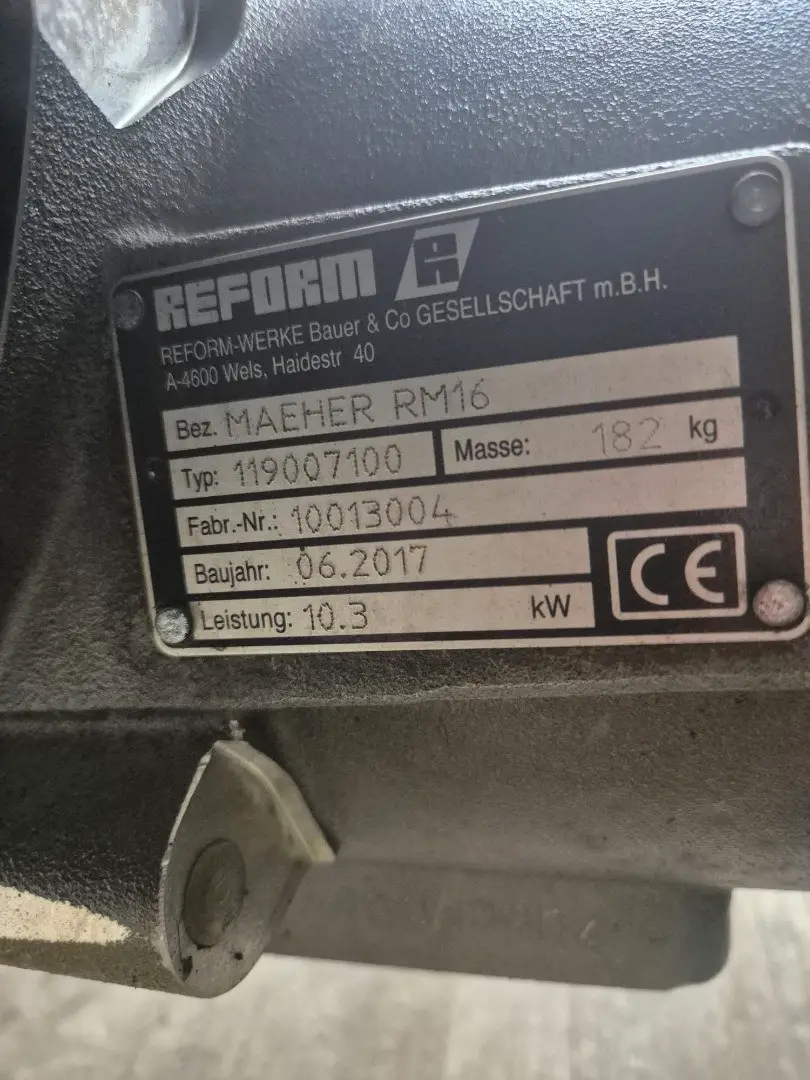 REFORM R
REFORM-WERKE Bauer & Co GESELLSCHAFT m.B.H.
A-4600 Wels, Haidestr 40
Bez. MAEHER RM16
Typ: 119007100 Masse: 182 kg
Fabr.-Nr.: 10013004
Baujahr: 06.2017
Leistung: 10.3 kW
CE